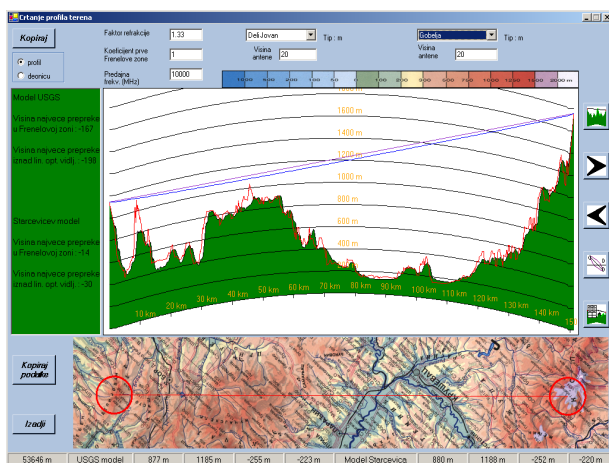 Crtanje profila terena
Kopiraj
profil
deonicu
Faktor refrakcije
1.33
Koeficijent prve
Frenelove zone
1
Predajna
frekv. (MHz)
10000
Deli Jovan
Tip : m
Visina
antene
20
Gobelja
Tip : m
Visina
antene
20
Model USGS
Visina najvece prepreke
u Frenelovoj zoni : -167
Visina najvece prepreke
iznad lin. opt. vidlj. : -198
Starcevicev model
Visina najvece prepreke
u Frenelovoj zoni : -14
Visina najvece prepreke
iznad lin. opt. vidlj. : -30
1800 m
1600 m
1400 m
1200 m
1000 m
800 m
600 m
400 m
10 km
20 km
30 km
40 km
50 km
60 km
70 km
80 km
90 km
100 km
110 km
120 km
130 km
140 km
150
Kopiraj
podatke
Izadji
53646 m
USGS model
877 m
1185 m
-255 m
-223 m
Model Starcevica
880 m
1188 m
-252 m
-220 m